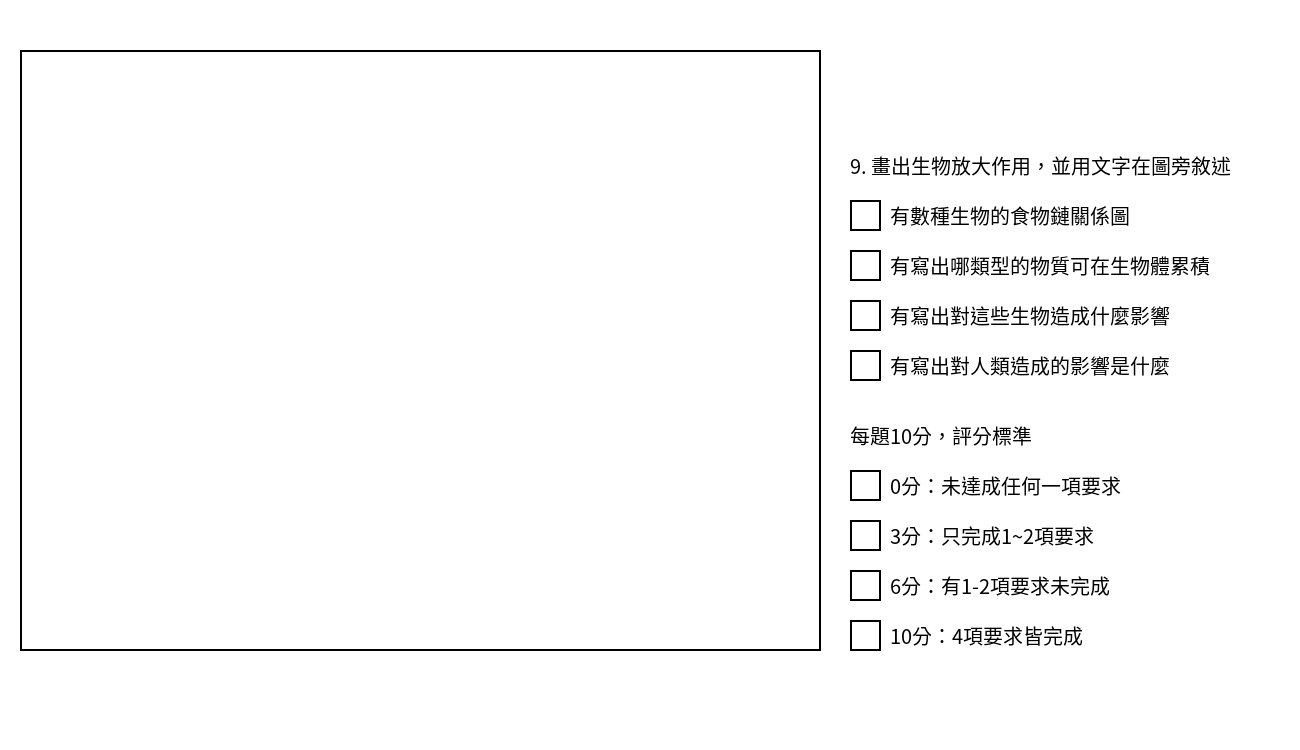 9. 畫出生物放大作用，並用文字在圖旁敘述
有數種生物的食物鏈關係圖
有寫出哪類型的物質可在生物體累積
有寫出對這些生物造成什麼影響
有寫出對人類造成的影響是什麼
每題10分，評分標準
0分：未達成任何一項要求
3分：只完成1~2項要求
6分：有1-2項要求未完成
10分：4項要求皆完成